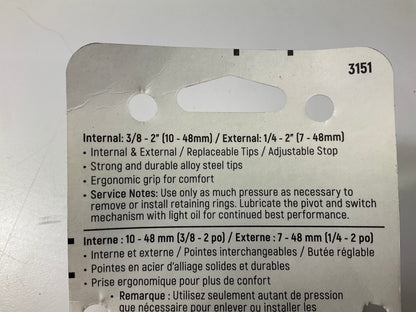 3151
Internal: 3/8 - 2" (10 - 48mm) / External: 1/4 - 2" (7 - 48mm)
• Internal & External / Replaceable Tips / Adjustable Stop
• Strong and durable alloy steel tips
• Ergonomic grip for comfort
• Service Notes: Use only as much pressure as necessary to
remove or install retaining rings. Lubricate the pivot and switch
mechanism with light oil for continued best performance.
Interne : 10 - 48 mm (3/8 - 2 po) / Externe : 7 - 48 mm (1/4 - 2 po)
• Interne et externe / Pointes interchangeables / Butée réglable
• Pointes en acier d'alliage solides et durables
• Prise ergonomique pour plus de confort
• Remarque : Utilisez seulement autant de pression
que nécessaire pour enlever ou installer les